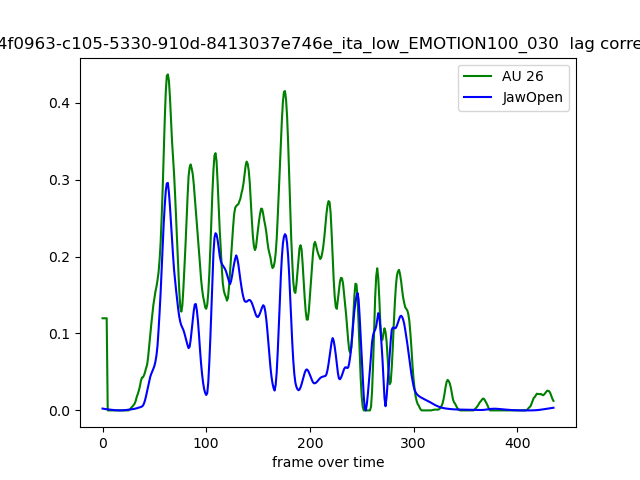 4f0963-c105-5330-910d-8413037e746e_ita_low_EMOTION100_030 lag corre
AU 26
JawOpen
0.4
0.3
0.2
0.1
0.0
0 100 200 300 400
frame over time